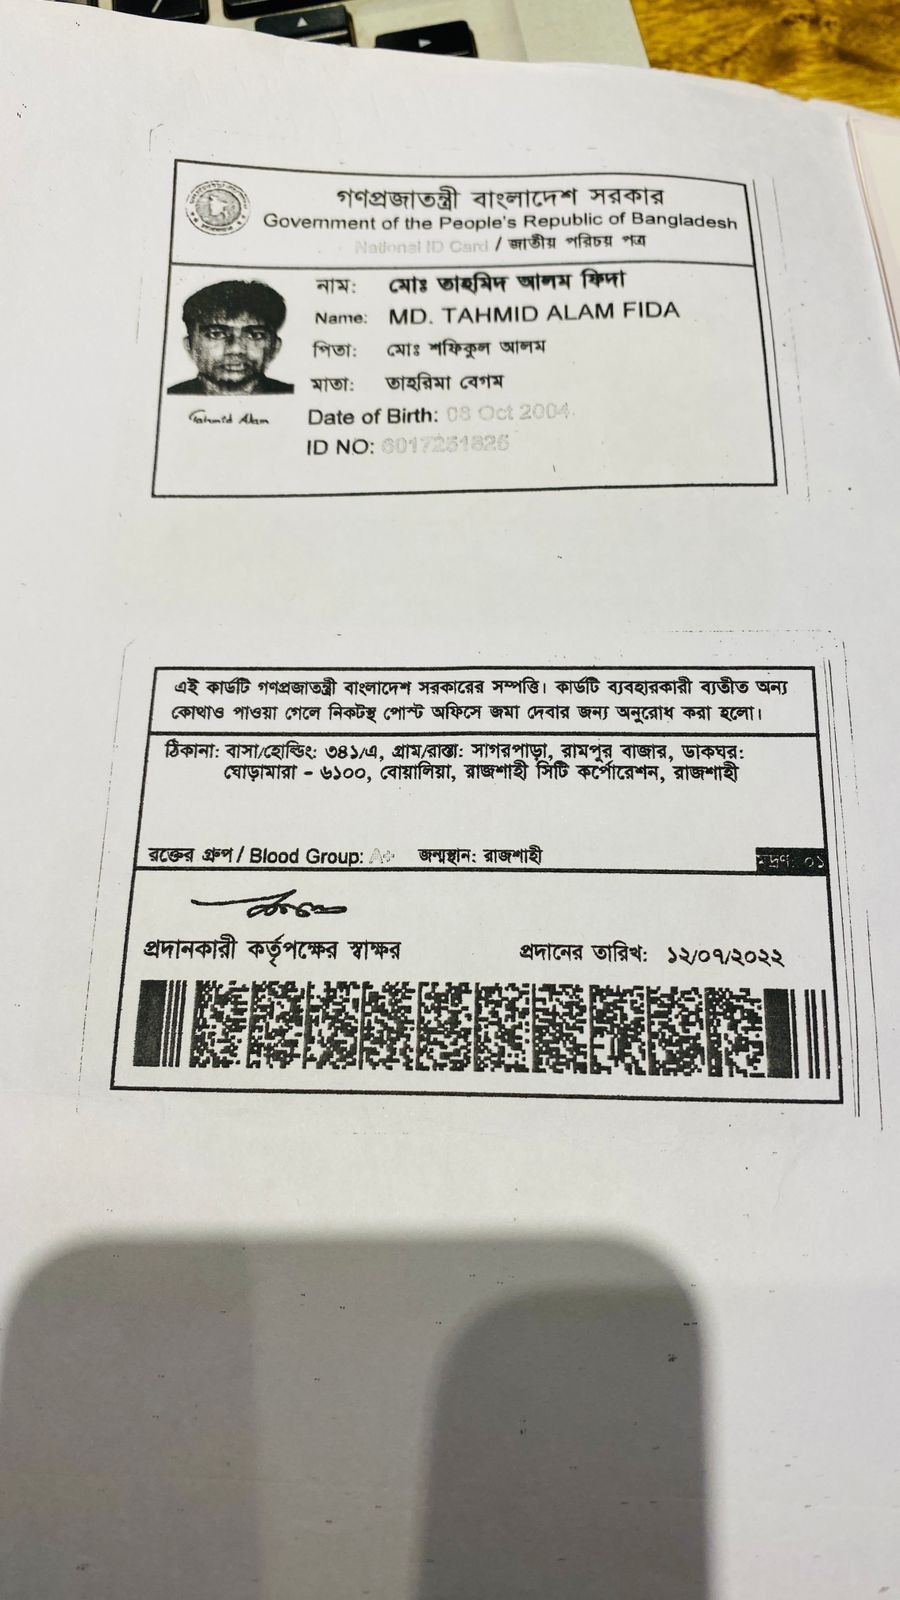 গণপ্রজাতন্ত্রী বাংলাদেশ সরকার
Government of the People's Republic of Bangladesh
National ID Card / জাতীয় পরিচয় পত্র
নাম: মোঃ তাহমিদ আলম ফিদা
Name: MD. TAHMID ALAM FIDA
পিতা: মোঃ শফিকুল আলম
মাতা: তাহরিমা বেগম
Tahmid Alam
Date of Birth: 08 Oct 2004
ID NO: 6017251825
এই কার্ডটি গণপ্রজাতন্ত্রী বাংলাদেশ সরকারের সম্পত্তি। কার্ডটি ব্যবহারকারী ব্যতীত অন্য
কোথাও পাওয়া গেলে নিকটস্থ পোস্ট অফিসে জমা দেবার জন্য অনুরোধ করা হলো।
ঠিকানা: বাসা/হোল্ডিং: ৩৪১/এ, গ্রাম/রাস্তা: সাগরপাড়া, রামপুর বাজার, ডাকঘর:
ঘোড়ামারা - ৬১০০, বোয়ালিয়া, রাজশাহী সিটি কর্পোরেশন, রাজশাহী
রক্তের গ্রুপ / Blood Group: A+ জন্মস্থান: রাজশাহী
মুদ্রণ: ০১
প্রদানকারী কর্তৃপক্ষের স্বাক্ষর প্রদানের তারিখ: ১২/০৭/২০২২